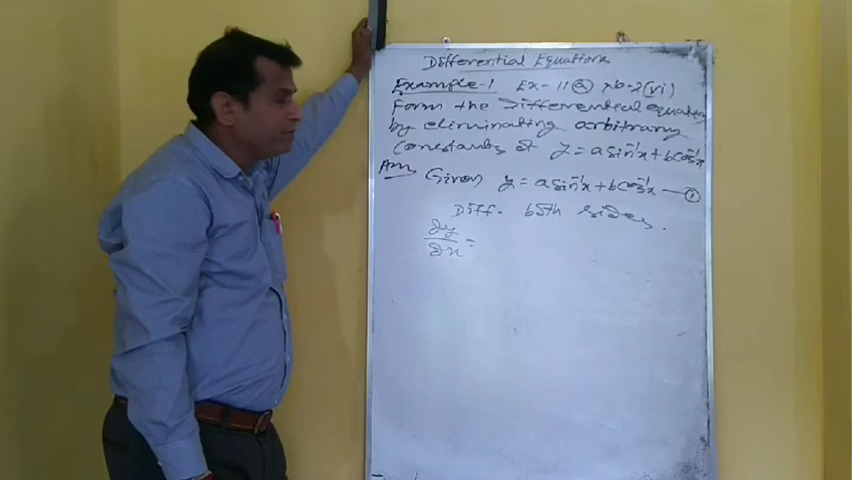 Differential Equations
Example-1 Ex-11(a) No-2(vi)
Form the Differential equation
by eliminating arbitrary
Constants of y = a sin⁻¹x + b cos⁻¹x
Ans Given y = a sin⁻¹x + b cos⁻¹x —(1)
Diff. both sides.
dy/dx =